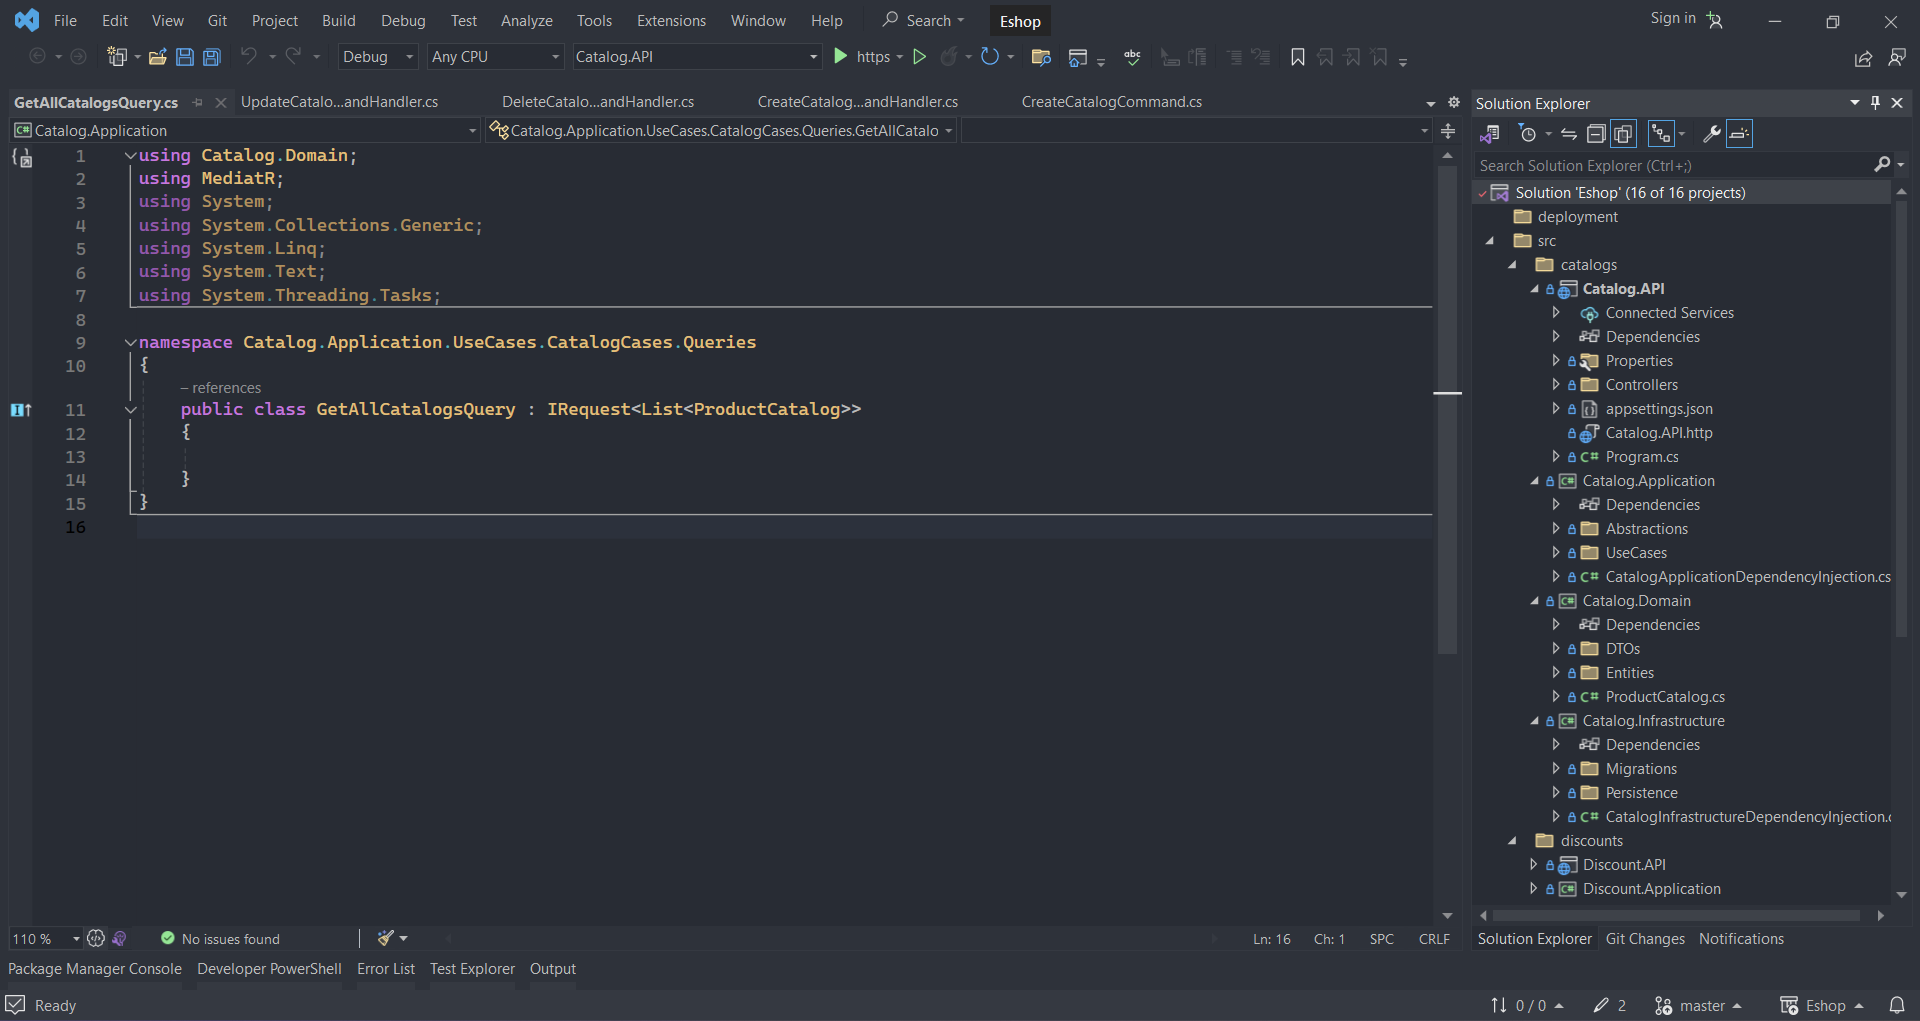 File Edit View Git Project Build Debug Test Analyze Tools Extensions Window Help Search Eshop Sign in
Debug Any CPU Catalog.API https
GetAllCatalogsQuery.cs UpdateCatalo...andHandler.cs DeleteCatalo...andHandler.cs CreateCatalog...andHandler.cs CreateCatalogCommand.cs
Catalog.Application Catalog.Application.UseCases.CatalogCases.Queries.GetAllCatalo
1 using Catalog.Domain;
2 using MediatR;
3 using System;
4 using System.Collections.Generic;
5 using System.Linq;
6 using System.Text;
7 using System.Threading.Tasks;
8
9 namespace Catalog.Application.UseCases.CatalogCases.Queries
10 {
– references
11 public class GetAllCatalogsQuery : IRequest<List<ProductCatalog>>
12 {
13
14 }
15 }
16
110 % No issues found Ln: 16 Ch: 1 SPC CRLF
Solution Explorer
Search Solution Explorer (Ctrl+;)
Solution 'Eshop' (16 of 16 projects)
deployment
src
catalogs
Catalog.API
Connected Services
Dependencies
Properties
Controllers
appsettings.json
Catalog.API.http
C# Program.cs
C# Catalog.Application
Dependencies
Abstractions
UseCases
C# CatalogApplicationDependencyInjection.cs
C# Catalog.Domain
Dependencies
DTOs
Entities
C# ProductCatalog.cs
C# Catalog.Infrastructure
Dependencies
Migrations
Persistence
C# CatalogInfrastructureDependencyInjection.c
discounts
Discount.API
C# Discount.Application
Solution Explorer Git Changes Notifications
Package Manager Console Developer PowerShell Error List Test Explorer Output
Ready 0 / 0 2 master Eshop